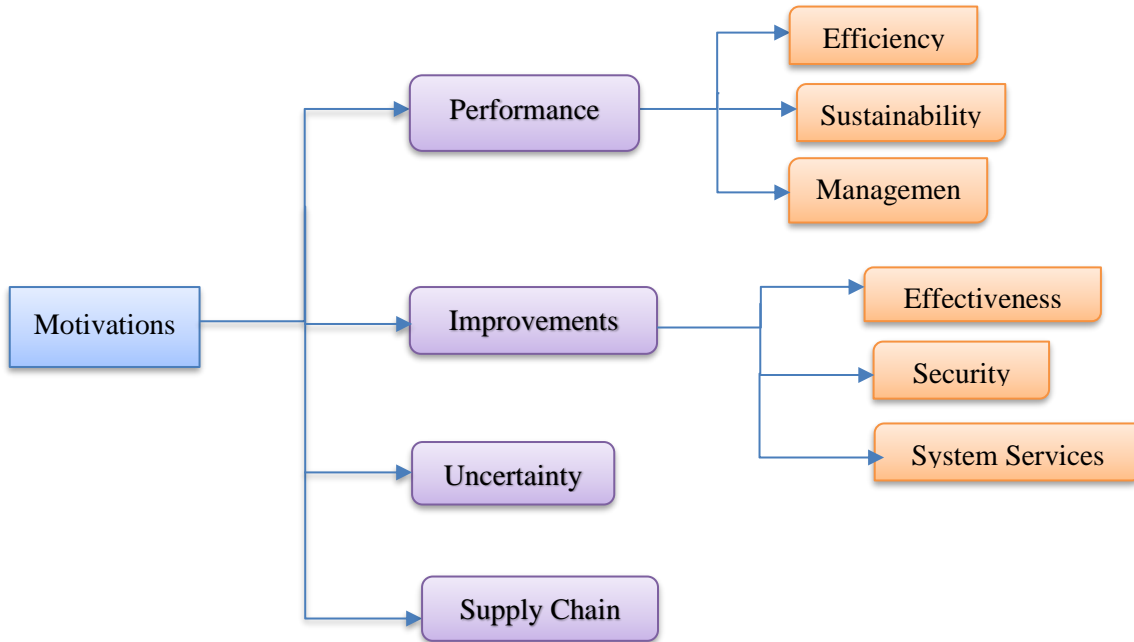 Motivations
Performance
Efficiency
Sustainability
Managemen
Improvements
Effectiveness
Security
System Services
Uncertainty
Supply Chain